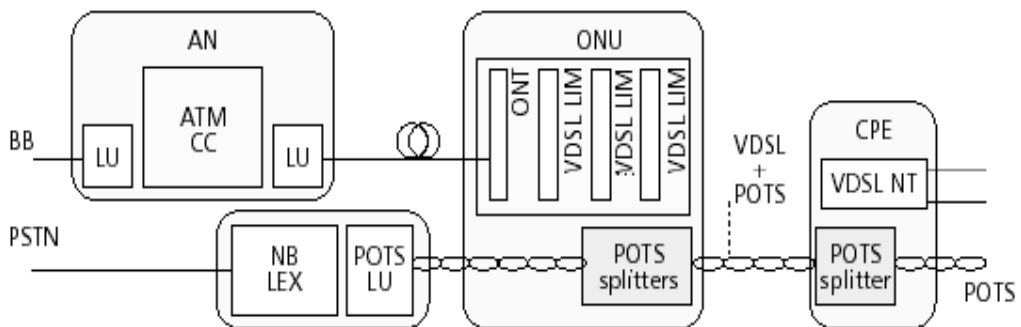 AN
ONU
ATM
CC
LU
LU
BB
ONT
VDSL LIM
VDSL LIM
VDSL LIM
VDSL
+
POTS
CPE
VDSL NT
PSTN
NB
LEX
POTS
LU
POTS
splitters
POTS
splitter
POTS